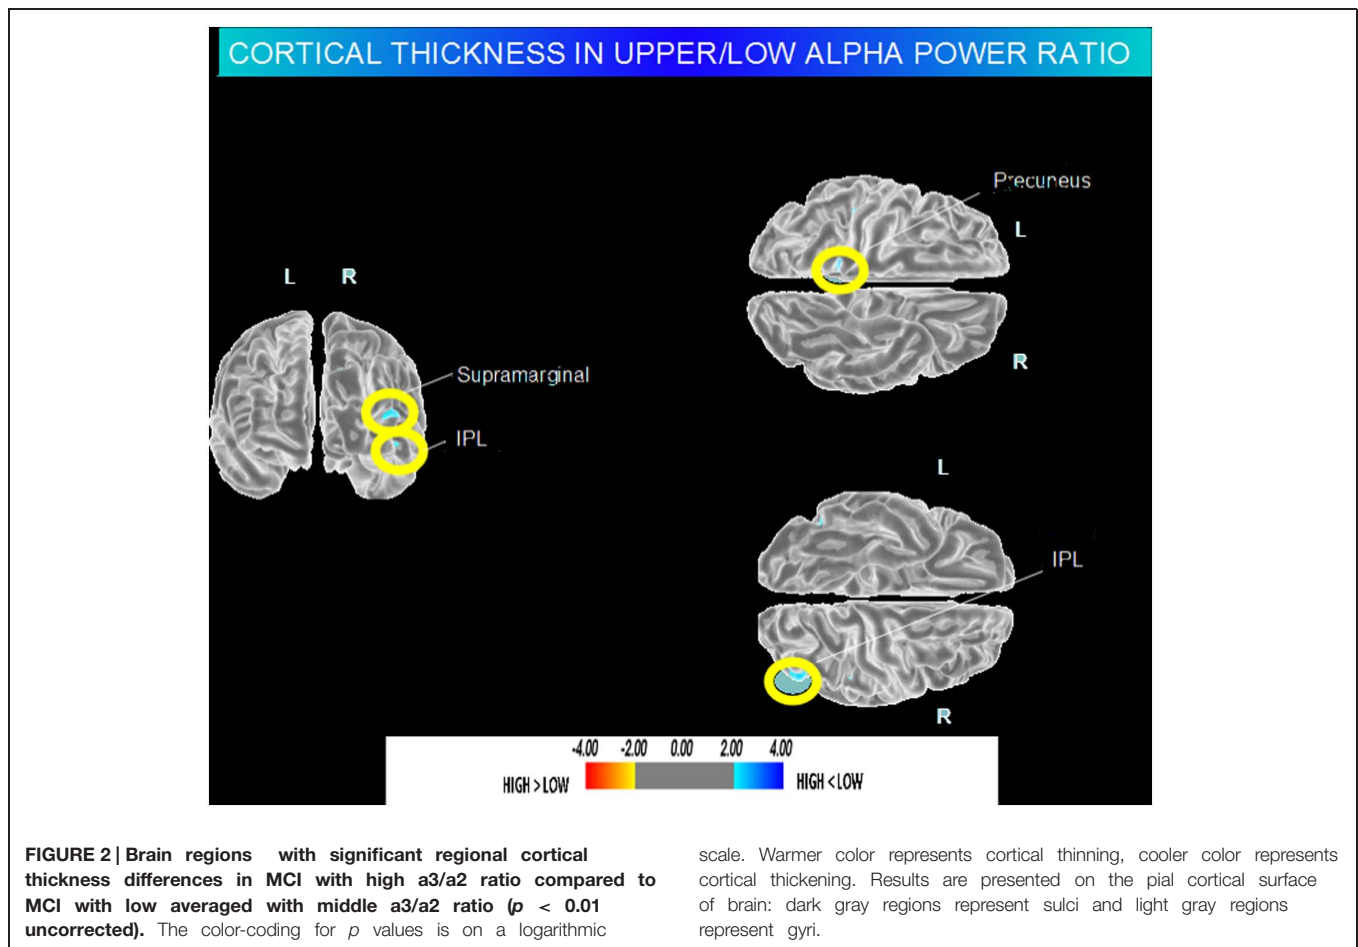 CORTICAL THICKNESS IN UPPER/LOW ALPHA POWER RATIO
Precuneus
L
R
L R
Supramarginal
IPL
L
IPL
R
-4.00 -2.00 0.00 2.00 4.00
HIGH > LOW HIGH < LOW
FIGURE 2 | Brain regions with significant regional cortical
thickness differences in MCI with high a3/a2 ratio compared to
MCI with low averaged with middle a3/a2 ratio (p < 0.01
uncorrected). The color-coding for p values is on a logarithmic
scale. Warmer color represents cortical thinning, cooler color represents
cortical thickening. Results are presented on the pial cortical surface
of brain: dark gray regions represent sulci and light gray regions
represent gyri.